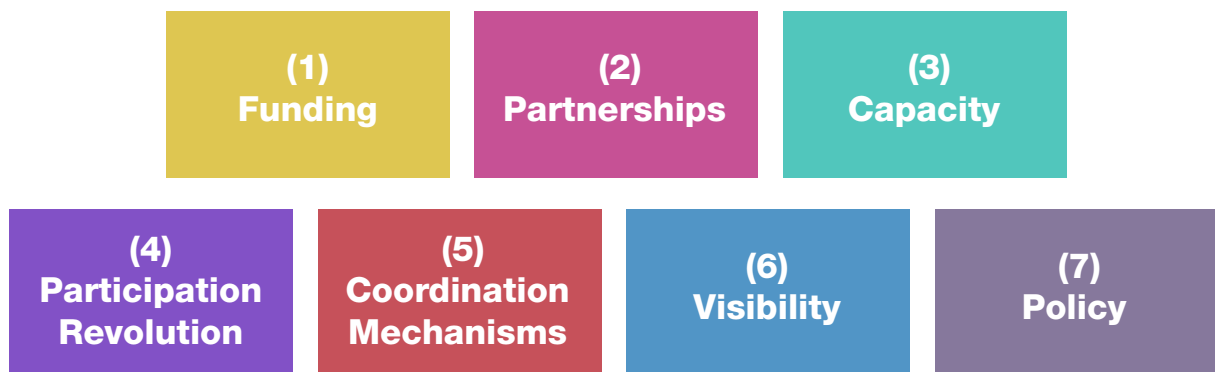 (1)
Funding
(2)
Partnerships
(3)
Capacity
(4)
Participation
Revolution
(5)
Coordination
Mechanisms
(6)
Visibility
(7)
Policy